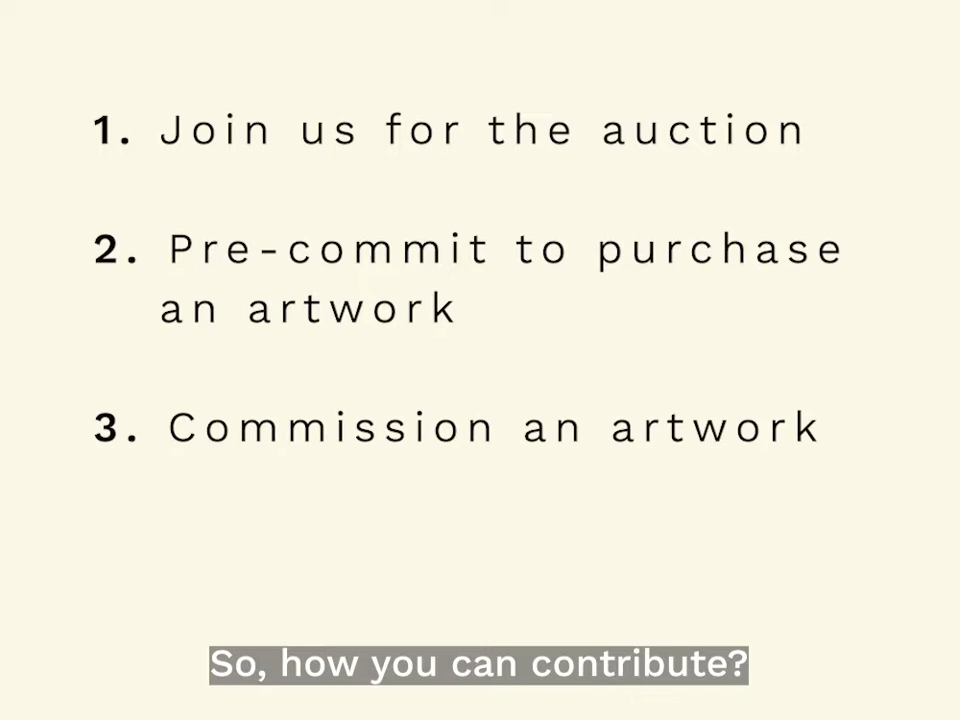 1. Join us for the auction
2. Pre-commit to purchase
an artwork
3. Commission an artwork
So, how you can contribute?